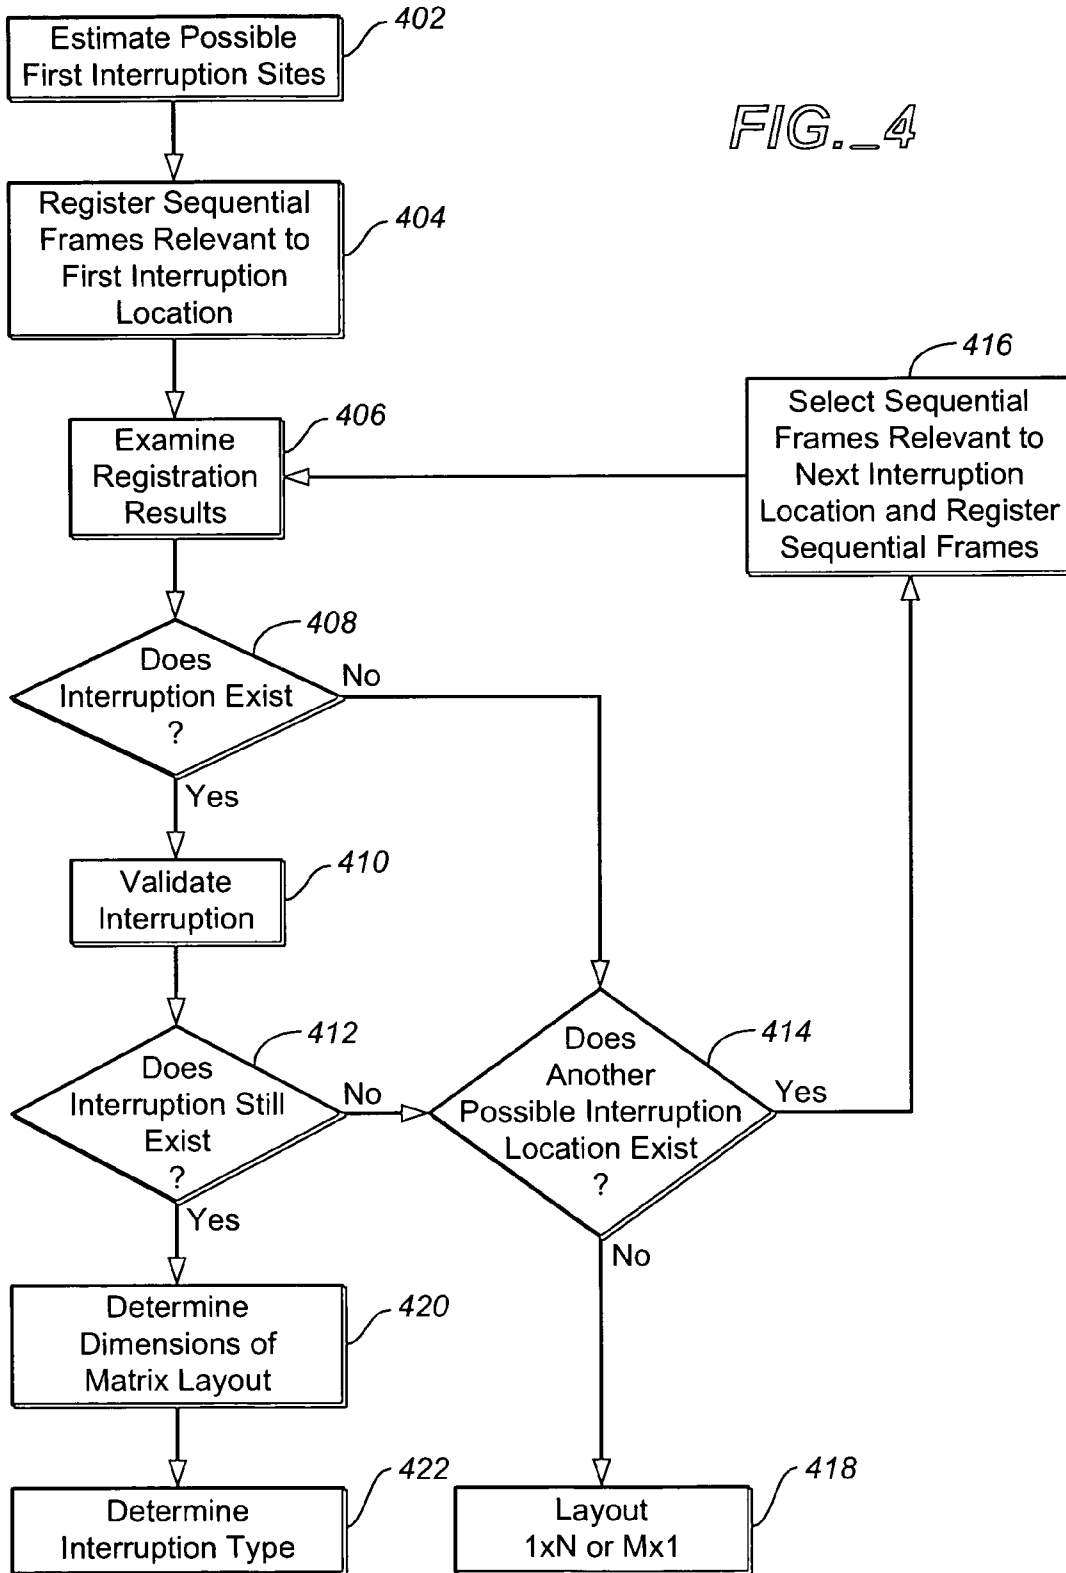 Estimate Possible
First Interruption Sites
402
FIG._4
Register Sequential
Frames Relevant to
First Interruption
Location
404
416
Select Sequential
Frames Relevant to
Next Interruption
Location and Register
Sequential Frames
Examine
Registration
Results
406
408
Does
Interruption Exist
?
No
Yes
Validate
Interruption
410
412
Does
Interruption Still
Exist
?
No
Yes
414
Does
Another
Possible Interruption
Location Exist
?
Yes
No
Determine
Dimensions of
Matrix Layout
420
Determine
Interruption Type
422
Layout
1xN or Mx1
418